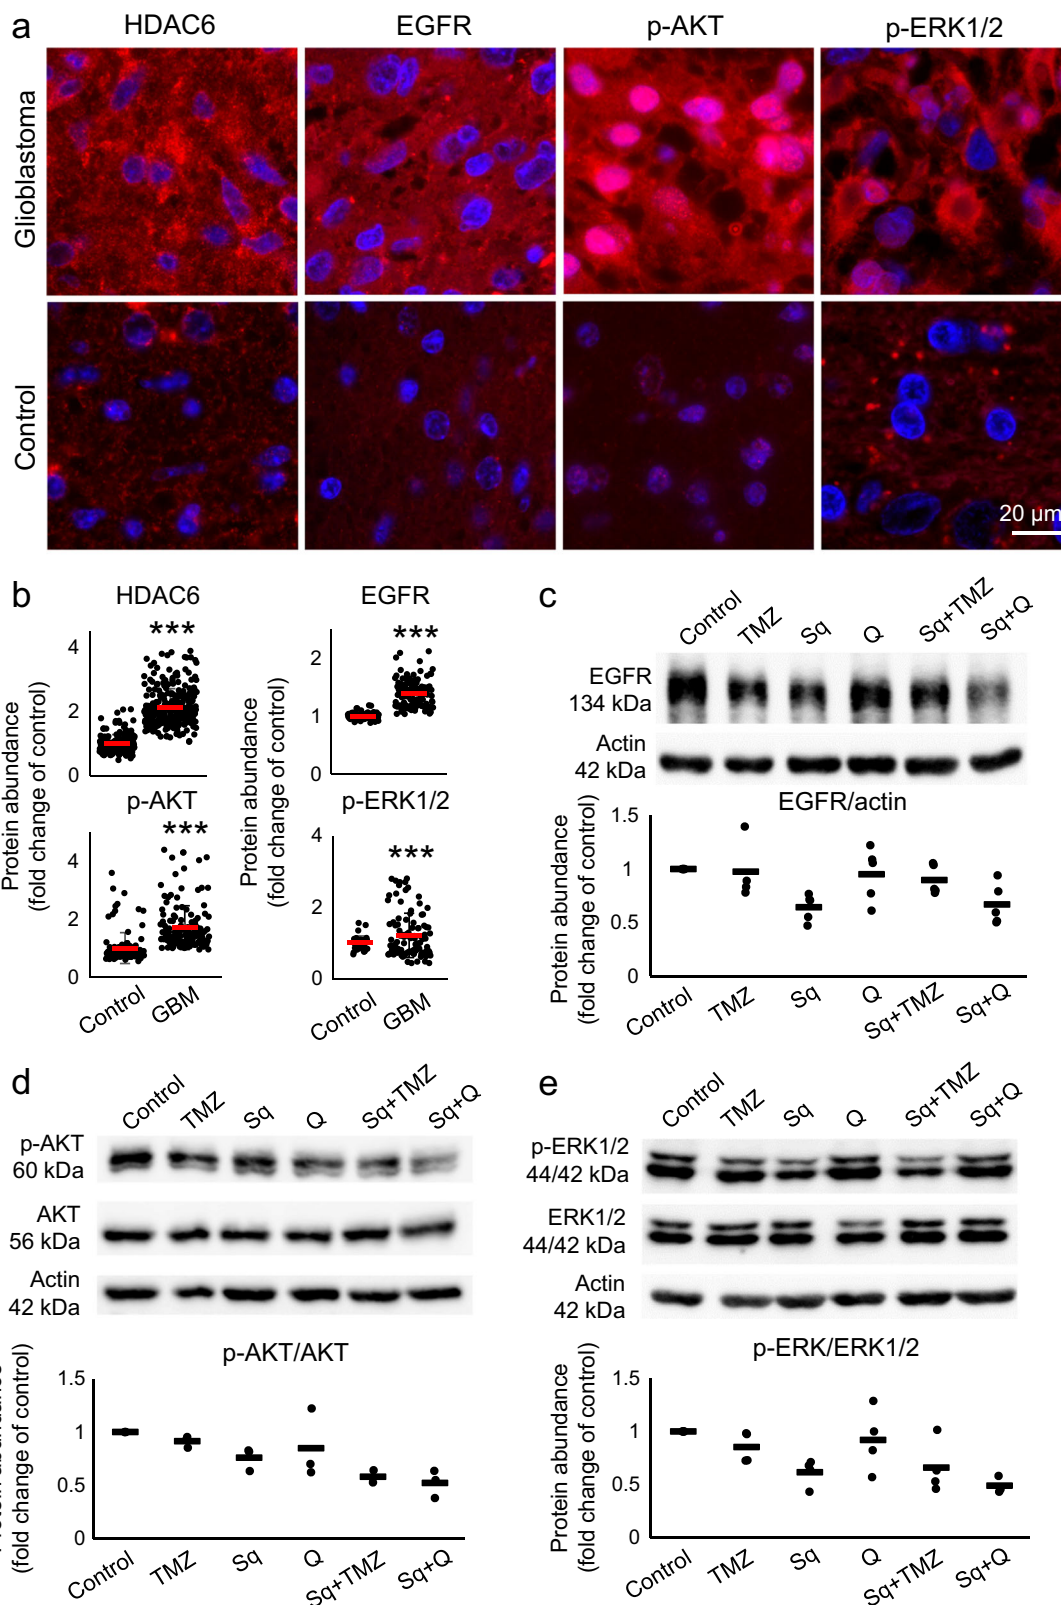 a
HDAC6 EGFR p-AKT p-ERK1/2
Glioblastoma
Control
20 µm
b
HDAC6
***
4
2
0
EGFR
***
2
1
0
p-AKT
***
4
2
0
Control GBM
p-ERK1/2
***
4
2
0
Control GBM
Protein abundance
(fold change of control)
Protein abundance
(fold change of control)
c
Control TMZ Sq Q Sq+TMZ Sq+Q
EGFR
134 kDa
Actin
42 kDa
EGFR/actin
Protein abundance
(fold change of control)
1.5
1
0.5
0
Control TMZ Sq Q Sq+TMZ Sq+Q
d
Control TMZ Sq Q Sq+TMZ Sq+Q
p-AKT
60 kDa
AKT
56 kDa
Actin
42 kDa
p-AKT/AKT
(fold change of control)
1.5
1
0.5
0
Control TMZ Sq Q Sq+TMZ Sq+Q
e
Control TMZ Sq Q Sq+TMZ Sq+Q
p-ERK1/2
44/42 kDa
ERK1/2
44/42 kDa
Actin
42 kDa
p-ERK/ERK1/2
Protein abundance
(fold change of control)
1.5
1
0.5
0
Control TMZ Sq Q Sq+TMZ Sq+Q